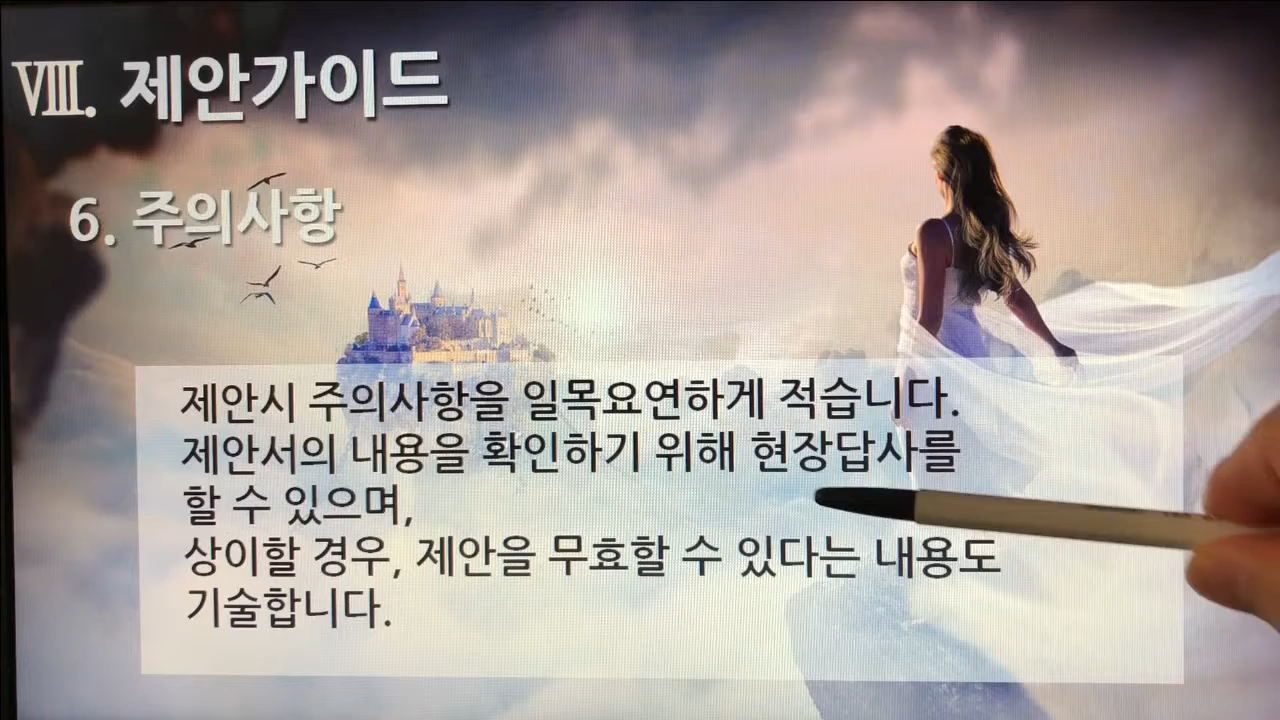 Ⅷ. 제안가이드
6. 주의사항
제안시 주의사항을 일목요연하게 적습니다.
제안서의 내용을 확인하기 위해 현장답사를
할 수 있으며,
상이할 경우, 제안을 무효할 수 있다는 내용도
기술합니다.